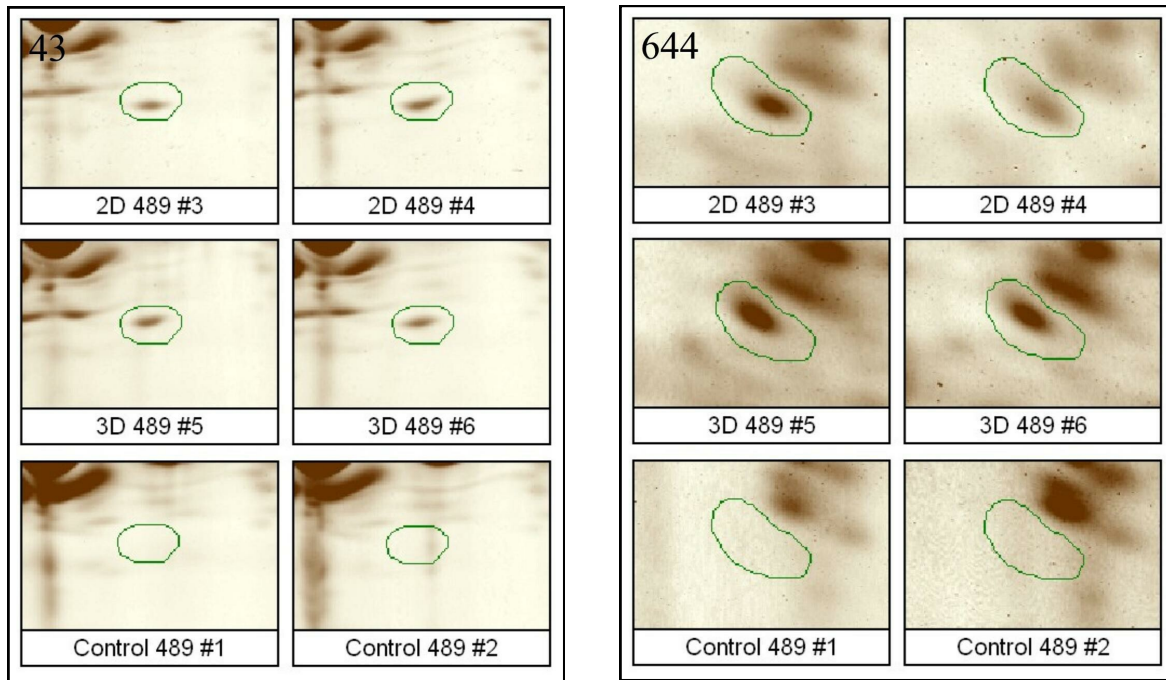 43
2D 489 #3
2D 489 #4
3D 489 #5
3D 489 #6
Control 489 #1
Control 489 #2
644
2D 489 #3
2D 489 #4
3D 489 #5
3D 489 #6
Control 489 #1
Control 489 #2